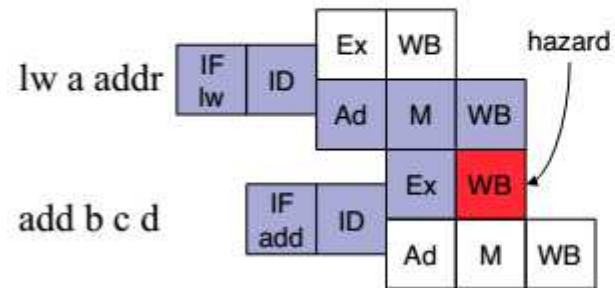 Ex WB
hazard
lw a addr IF lw ID
Ad M WB
Ex WB
add b c d IF add ID
Ad M WB